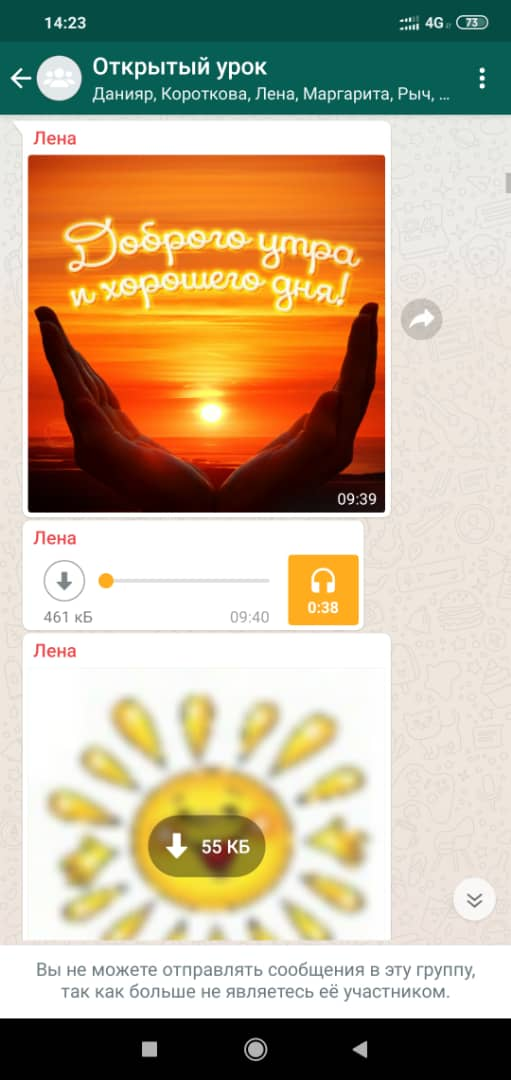 14:23
4G
73
Открытый урок
Данияр, Короткова, Лена, Маргарита, Рыч, ...
Лена
Доброго утра
и хорошего дня!
09:39
Лена
461 кБ
09:40
0:38
Лена
55 КБ
Вы не можете отправлять сообщения в эту группу,
так как больше не являетесь её участником.